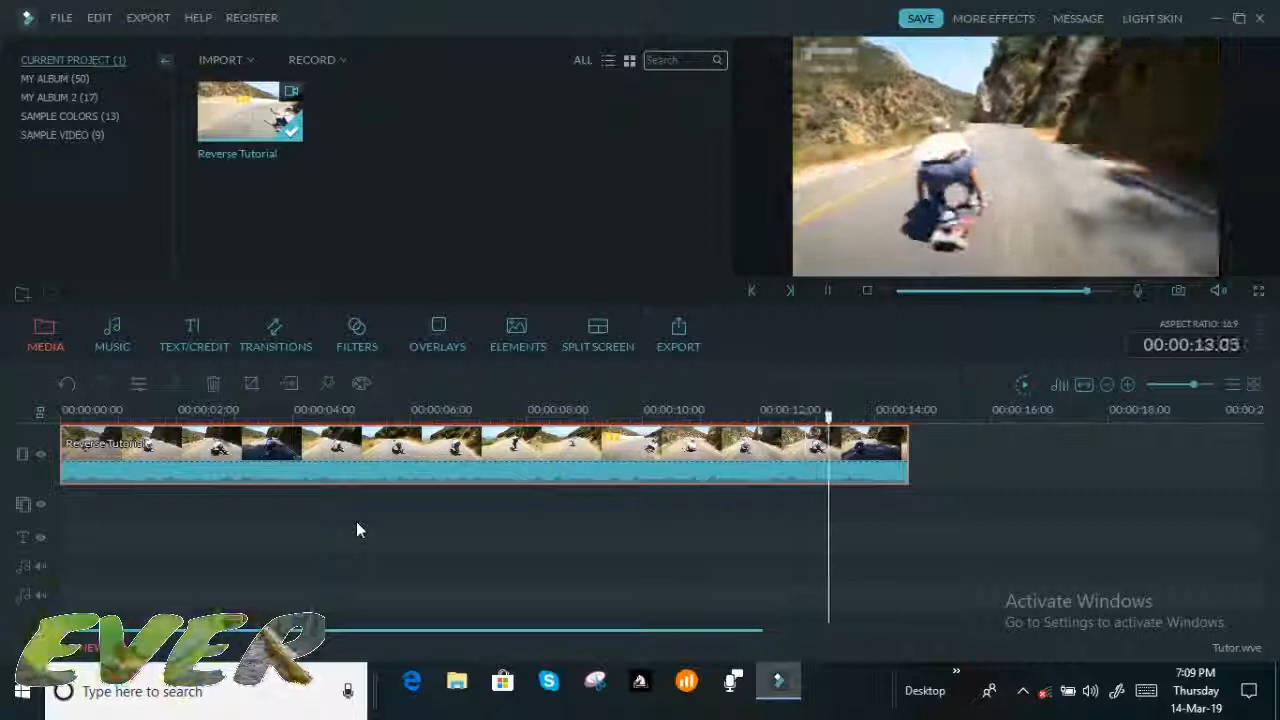 FILE EDIT EXPORT HELP REGISTER SAVE MORE EFFECTS MESSAGE LIGHT SKIN
CURRENT PROJECT (1)
MY ALBUM (50)
MY ALBUM 2 (17)
SAMPLE COLORS (13)
SAMPLE VIDEO (9)
IMPORT RECORD ALL Search
Reverse Tutorial
MEDIA MUSIC TEXT/CREDIT TRANSITIONS FILTERS OVERLAYS ELEMENTS SPLIT SCREEN EXPORT
ASPECT RATIO: 16:9
00:00:13.05
00:00:00:00 00:00:02:00 00:00:04:00 00:00:06:00 00:00:08:00 00:00:10:00 00:00:12:00 00:00:14:00 00:00:16:00 00:00:18:00 00:00:2
Reverse Tutorial
Activate Windows
Go to Settings to activate Windows.
Tutor.wve
EVER
Type here to search
Desktop
7:09 PM
Thursday
14-Mar-19